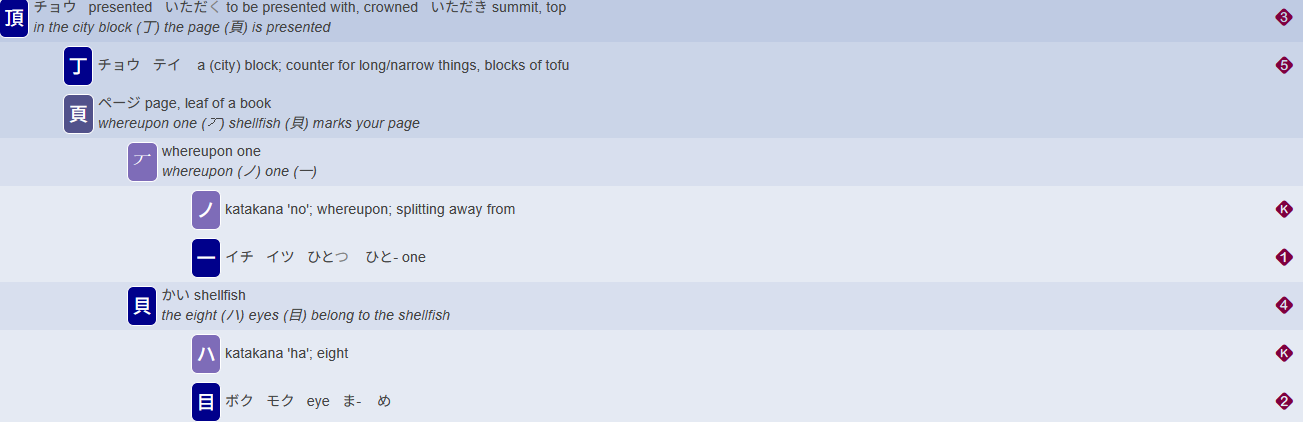 頂 チョウ presented いただく to be presented with, crowned いただき summit, top 3
in the city block (丁) the page (頁) is presented
丁 チョウ テイ a (city) block; counter for long/narrow things, blocks of tofu 5
頁 ページ page, leaf of a book
whereupon one (丆) shellfish (貝) marks your page
丆 whereupon one
whereupon (ノ) one (一)
ノ katakana 'no'; whereupon; splitting away from K
一 イチ イツ ひとつ ひと- one 1
貝 かい shellfish 4
the eight (ハ) eyes (目) belong to the shellfish
ハ katakana 'ha'; eight K
目 ボク モク eye ま- め 2